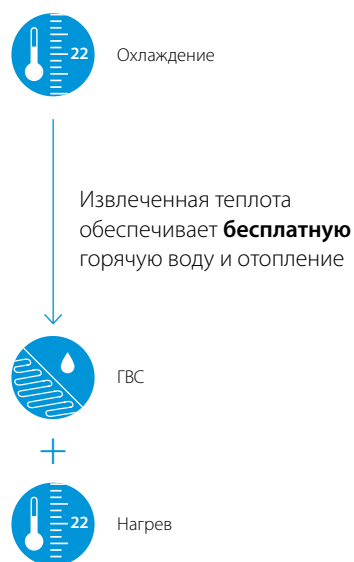 22
Охлаждение
Извлеченная теплота
обеспечивает бесплатную
горячую воду и отопление
ГВС
22
Нагрев